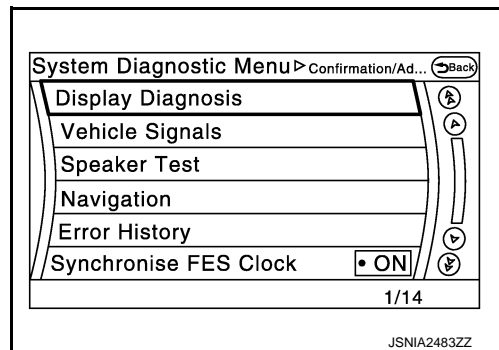 System Diagnostic Menu▷Confirmation/Ad... Back
Display Diagnosis
Vehicle Signals
Speaker Test
Navigation
Error History
Synchronise FES Clock • ON
1/14
JSNIA2483ZZ